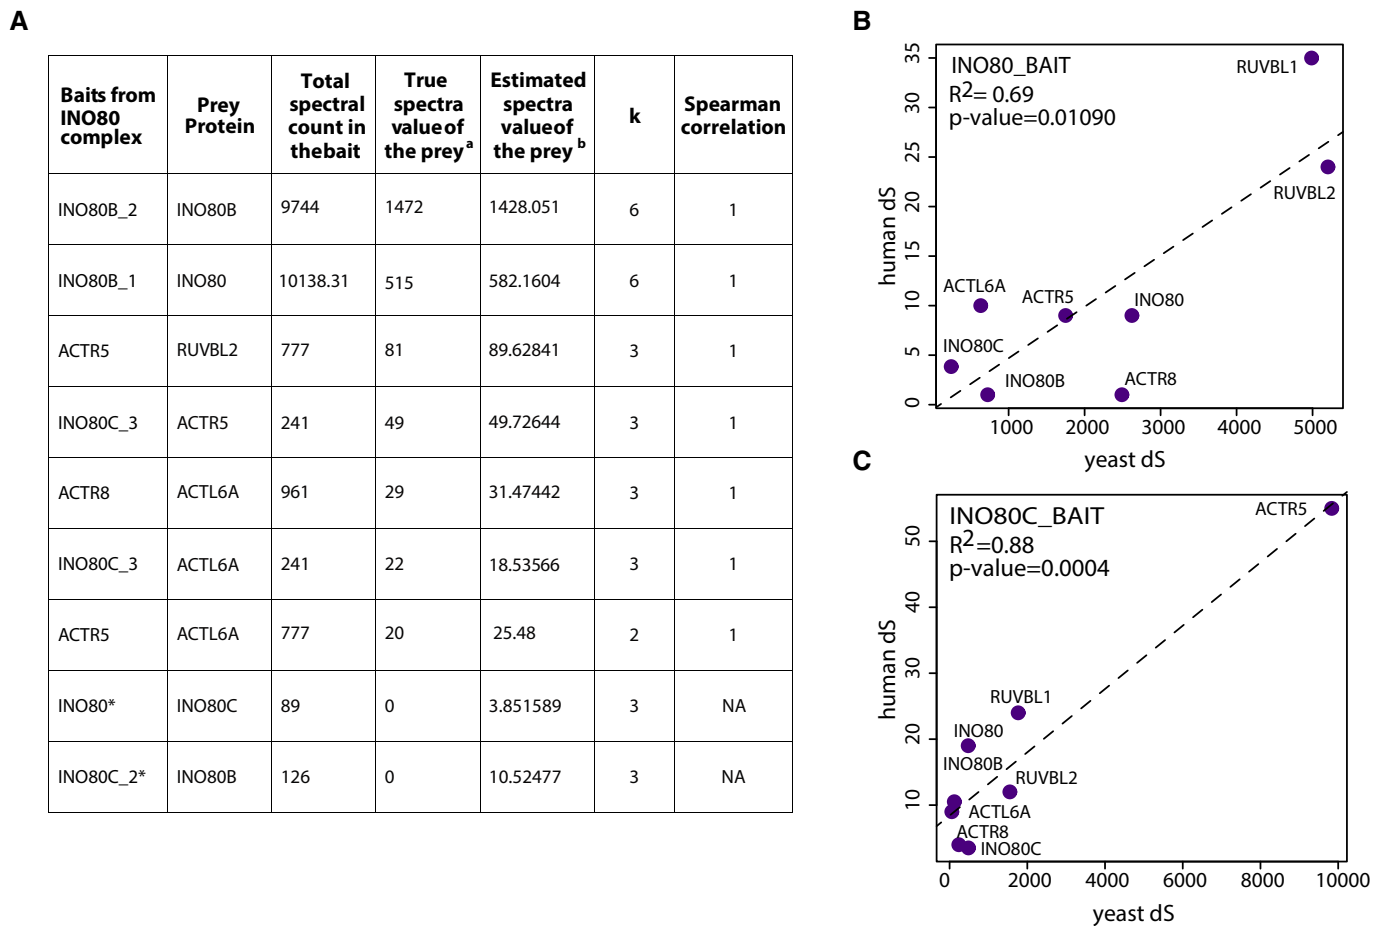 A
Baits from INO80 complex
Prey Protein
Total spectral count in thebait
True spectra value of the prey a
Estimated spectra value of the prey b
k
Spearman correlation
INO80B_2 INO80B 9744 1472 1428.051 6 1
INO80B_1 INO80 10138.31 515 582.1604 6 1
ACTR5 RUVBL2 777 81 89.62841 3 1
INO80C_3 ACTR5 241 49 49.72644 3 1
ACTR8 ACTL6A 961 29 31.47442 3 1
INO80C_3 ACTL6A 241 22 18.53566 3 1
ACTR5 ACTL6A 777 20 25.48 2 1
INO80* INO80C 89 0 3.851589 3 NA
INO80C_2* INO80B 126 0 10.52477 3 NA
B
INO80_BAIT
R2= 0.69
p-value=0.01090
RUVBL1
RUVBL2
ACTL6A
ACTR5
INO80
INO80C
INO80B
ACTR8
0 5 10 15 20 25 30 35
human dS
1000 2000 3000 4000 5000
yeast dS
C
INO80C_BAIT
R2=0.88
p-value=0.0004
ACTR5
RUVBL1
INO80
INO80B
RUVBL2
ACTL6A
ACTR8
INO80C
10 20 30 40 50
human dS
0 2000 4000 6000 8000 10000
yeast dS